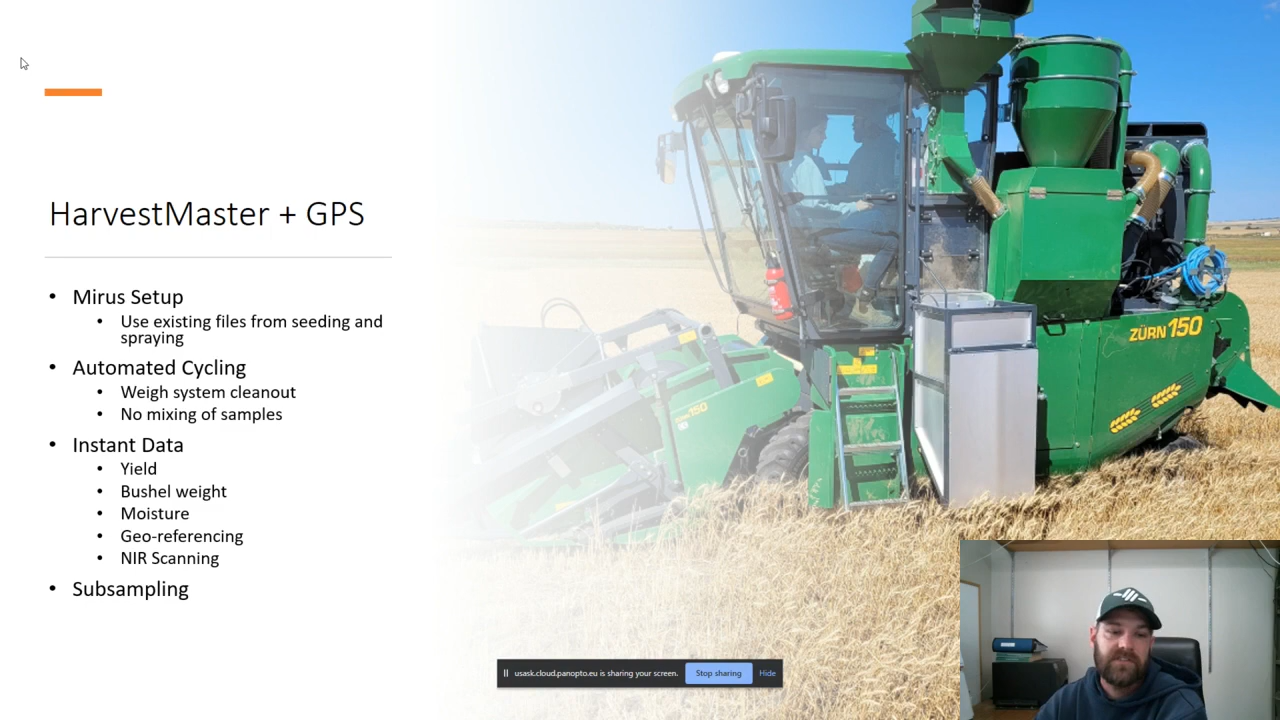 HarvestMaster + GPS
• Mirus Setup
• Use existing files from seeding and
spraying
• Automated Cycling
• Weigh system cleanout
• No mixing of samples
• Instant Data
• Yield
• Bushel weight
• Moisture
• Geo-referencing
• NIR Scanning
• Subsampling
ZÜRN 150
usask.cloud.panopto.eu is sharing your screen.
Stop sharing
Hide